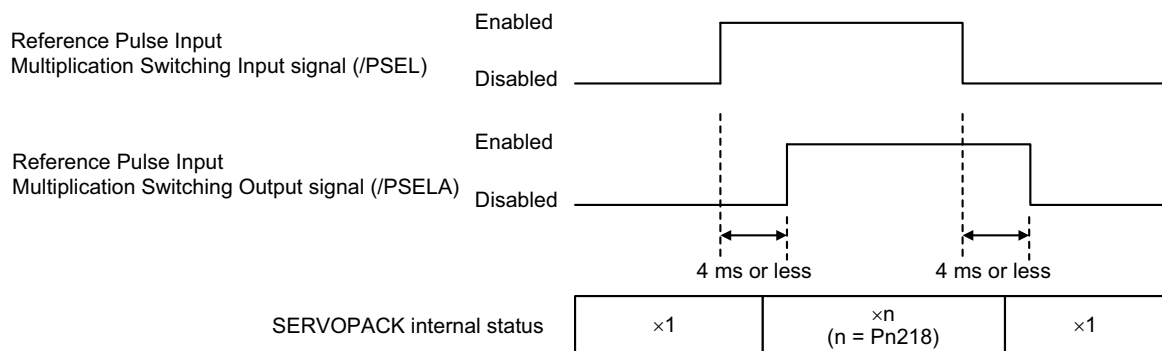 Reference Pulse Input
Multiplication Switching Input signal (/PSEL)
Enabled
Disabled
Reference Pulse Input
Multiplication Switching Output signal (/PSELA)
Enabled
Disabled
4 ms or less
4 ms or less
SERVOPACK internal status
×1
×n
(n = Pn218)
×1